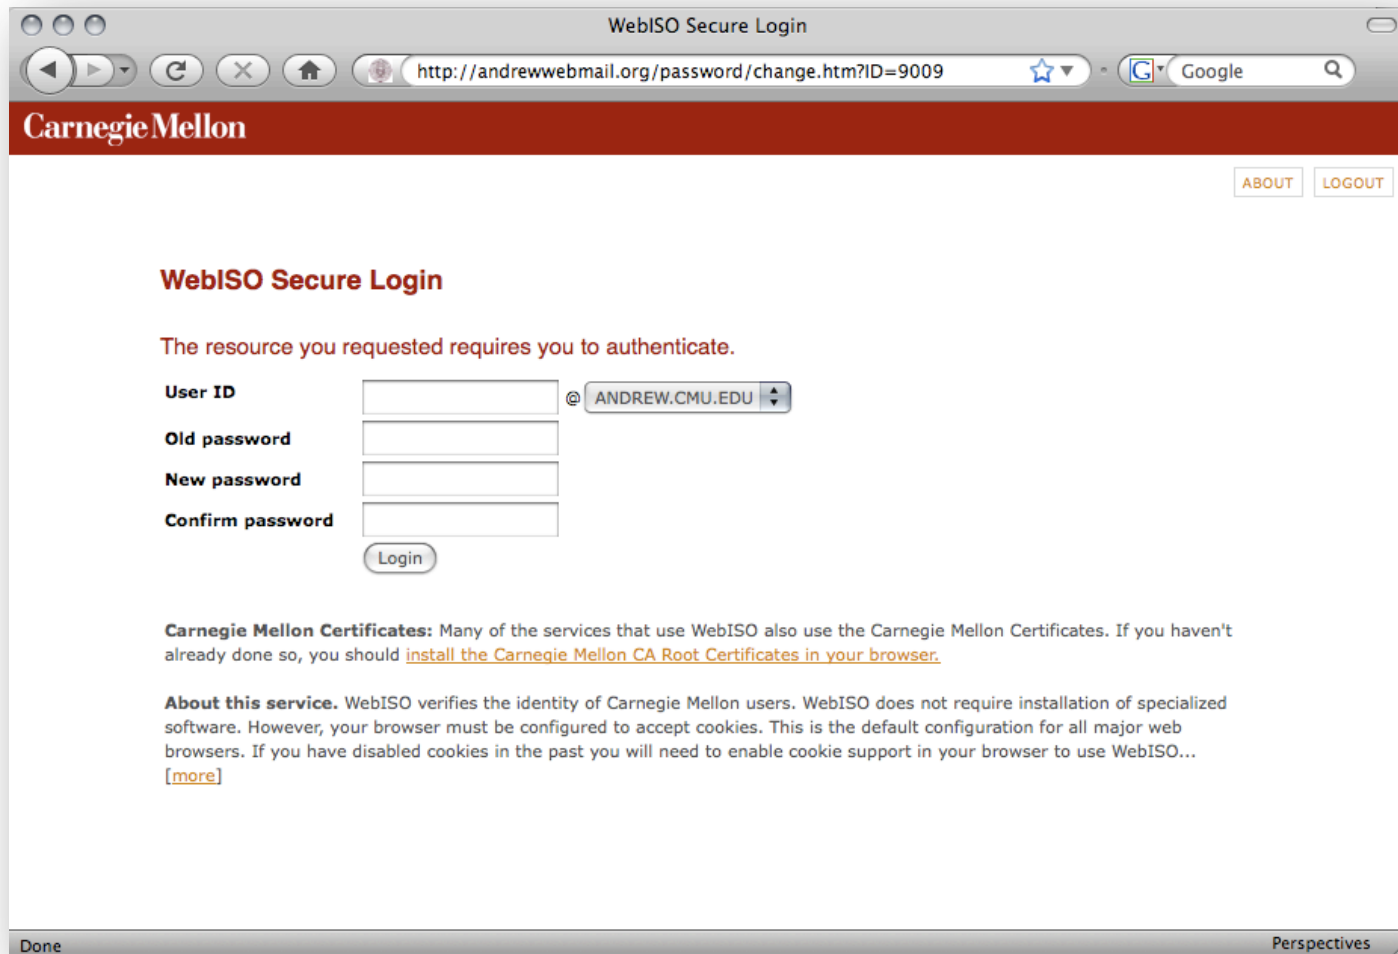 WebISO Secure Login
http://andrewwebmail.org/password/change.htm?ID=9009
G Google
Carnegie Mellon
ABOUT LOGOUT
WebISO Secure Login
The resource you requested requires you to authenticate.
User ID @ ANDREW.CMU.EDU
Old password
New password
Confirm password
Login
Carnegie Mellon Certificates: Many of the services that use WebISO also use the Carnegie Mellon Certificates. If you haven't
already done so, you should install the Carnegie Mellon CA Root Certificates in your browser.
About this service. WebISO verifies the identity of Carnegie Mellon users. WebISO does not require installation of specialized
software. However, your browser must be configured to accept cookies. This is the default configuration for all major web
browsers. If you have disabled cookies in the past you will need to enable cookie support in your browser to use WebISO...
[more]
Done Perspectives